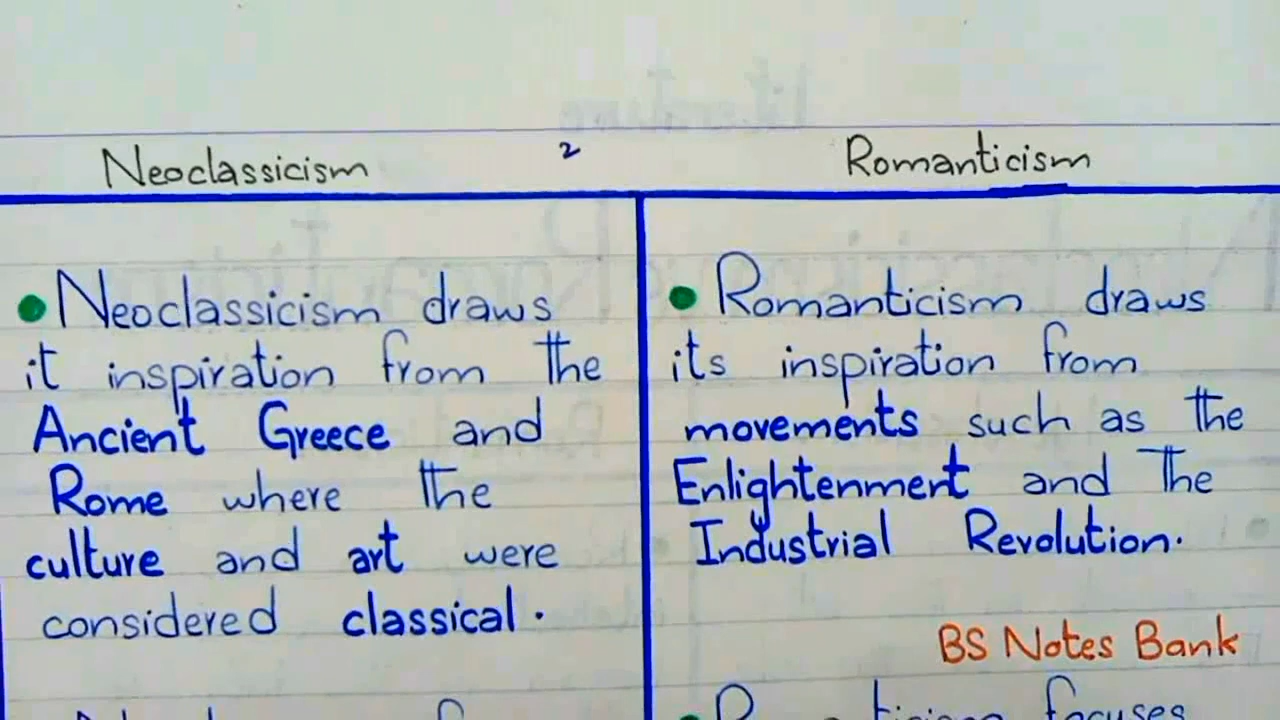 Neoclassicism 2 Romanticism
• Neoclassicism draws
it inspiration from the
Ancient Greece and
Rome where the
culture and art were
considered classical.
• Romanticism draws
its inspiration from
movements such as the
Enlightenment and the
Industrial Revolution.
BS Notes Bank
focuses